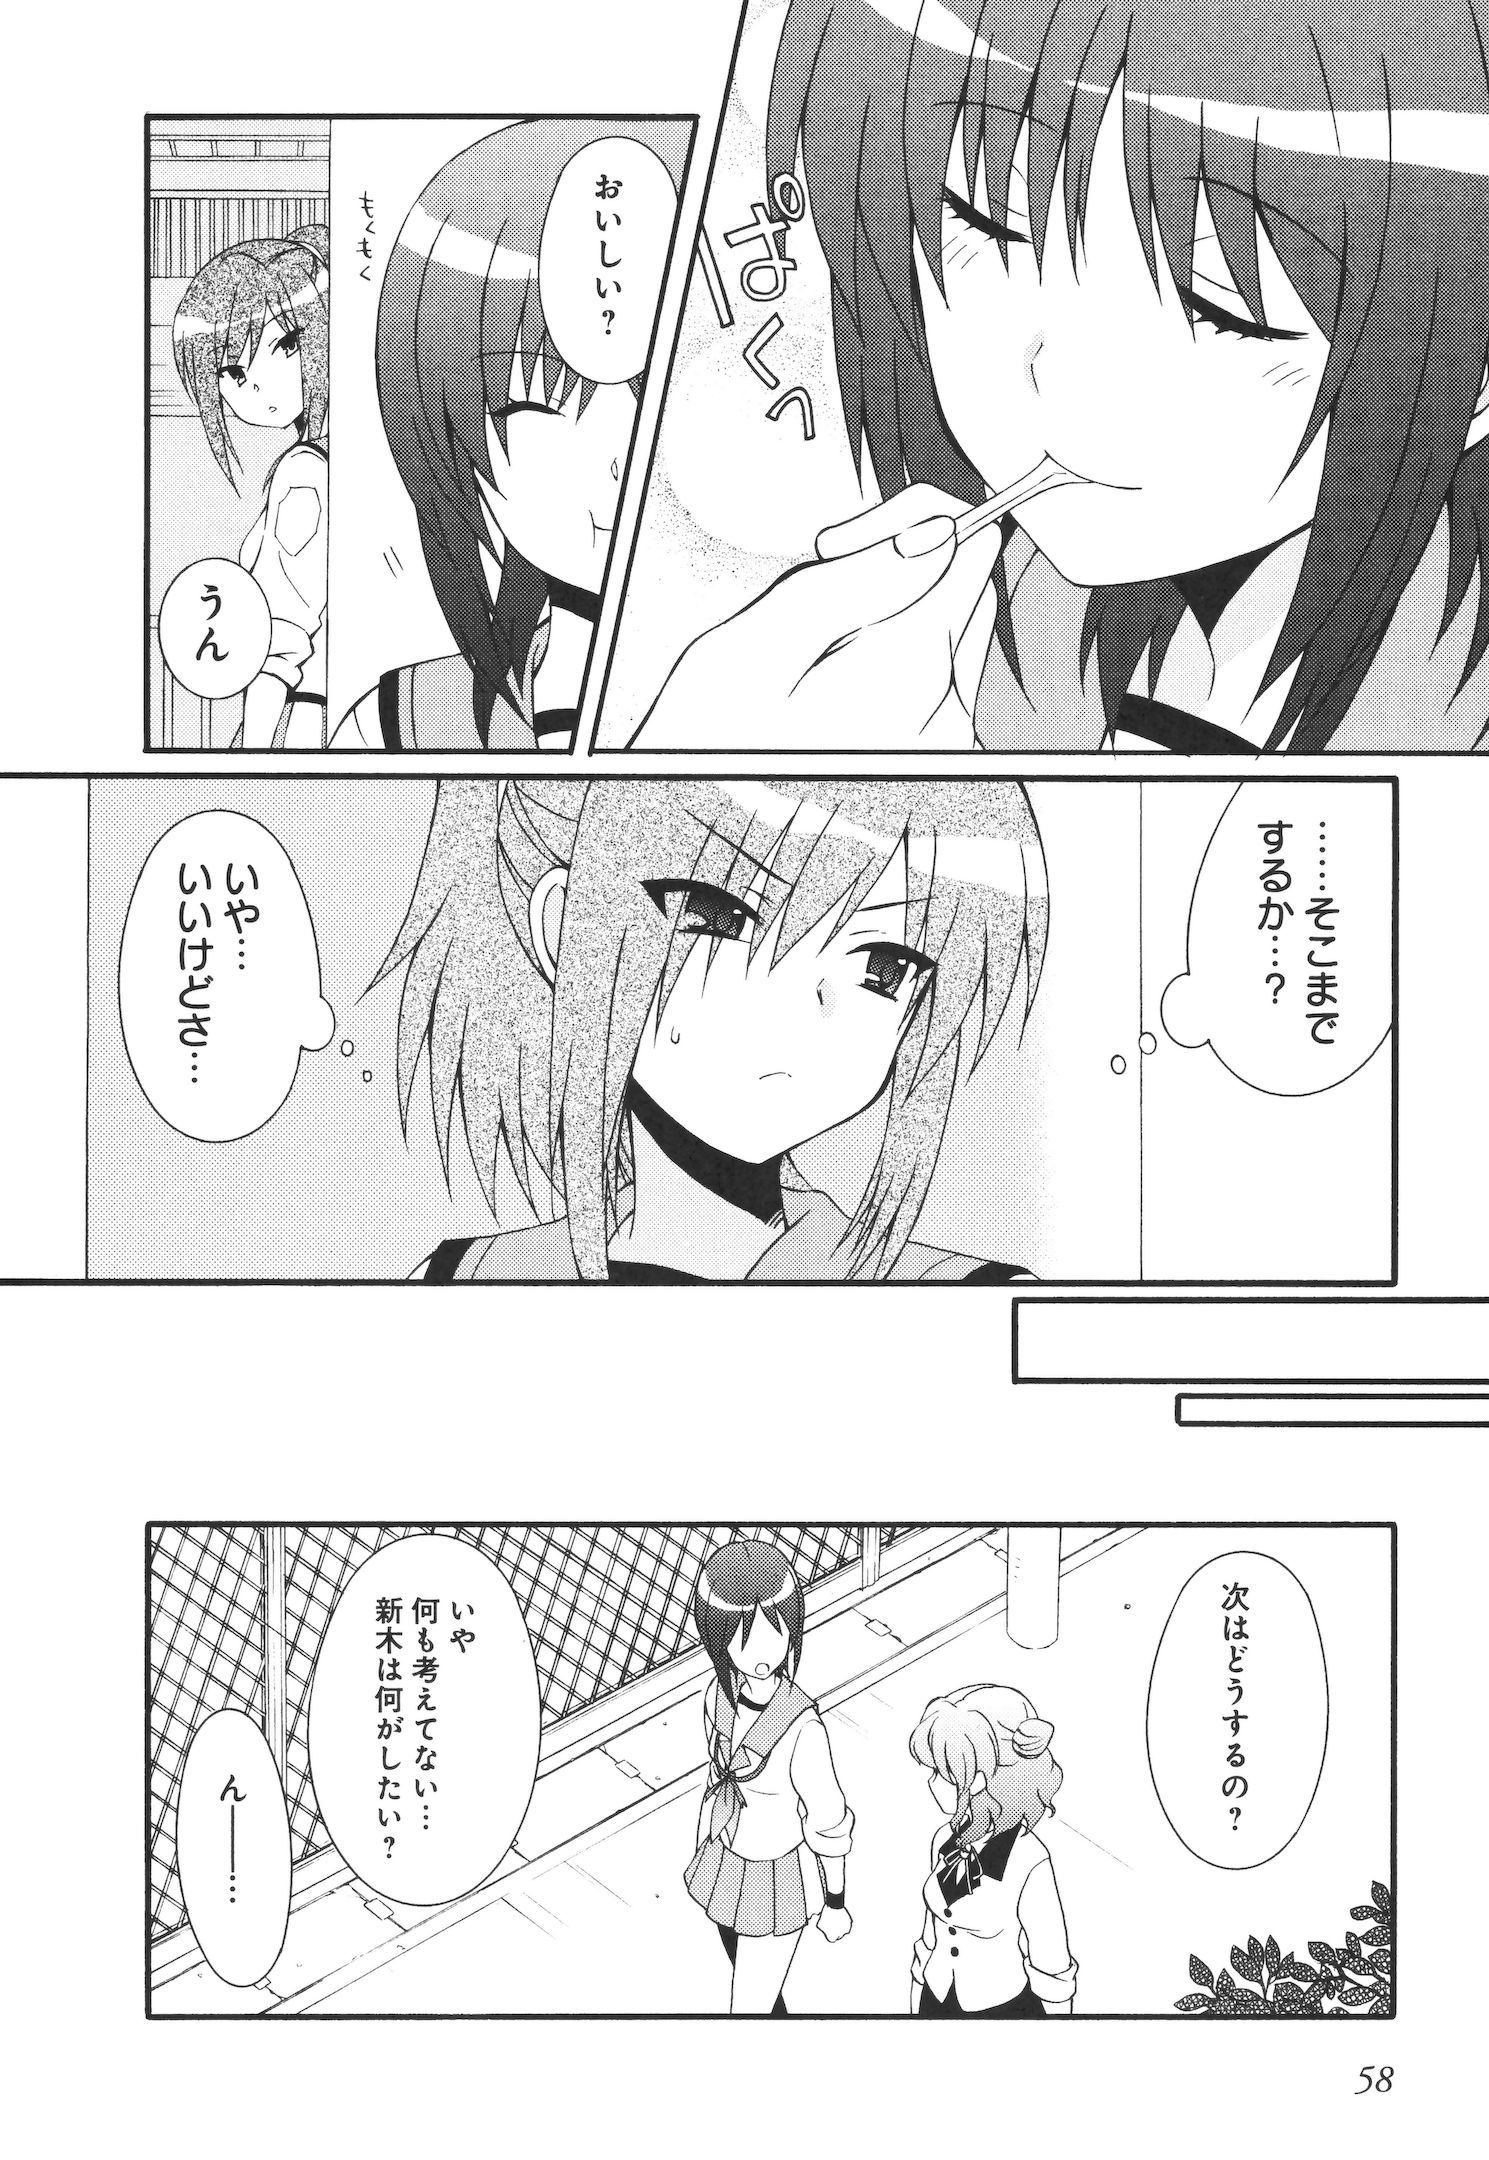 ぱくっ
おいしい？
もくもく
うん
……そこまで
するか…？
いや…
いいけどさ…
次はどうするの？
いや
何も考えてない…
新木は何がしたい？
ん――…
58